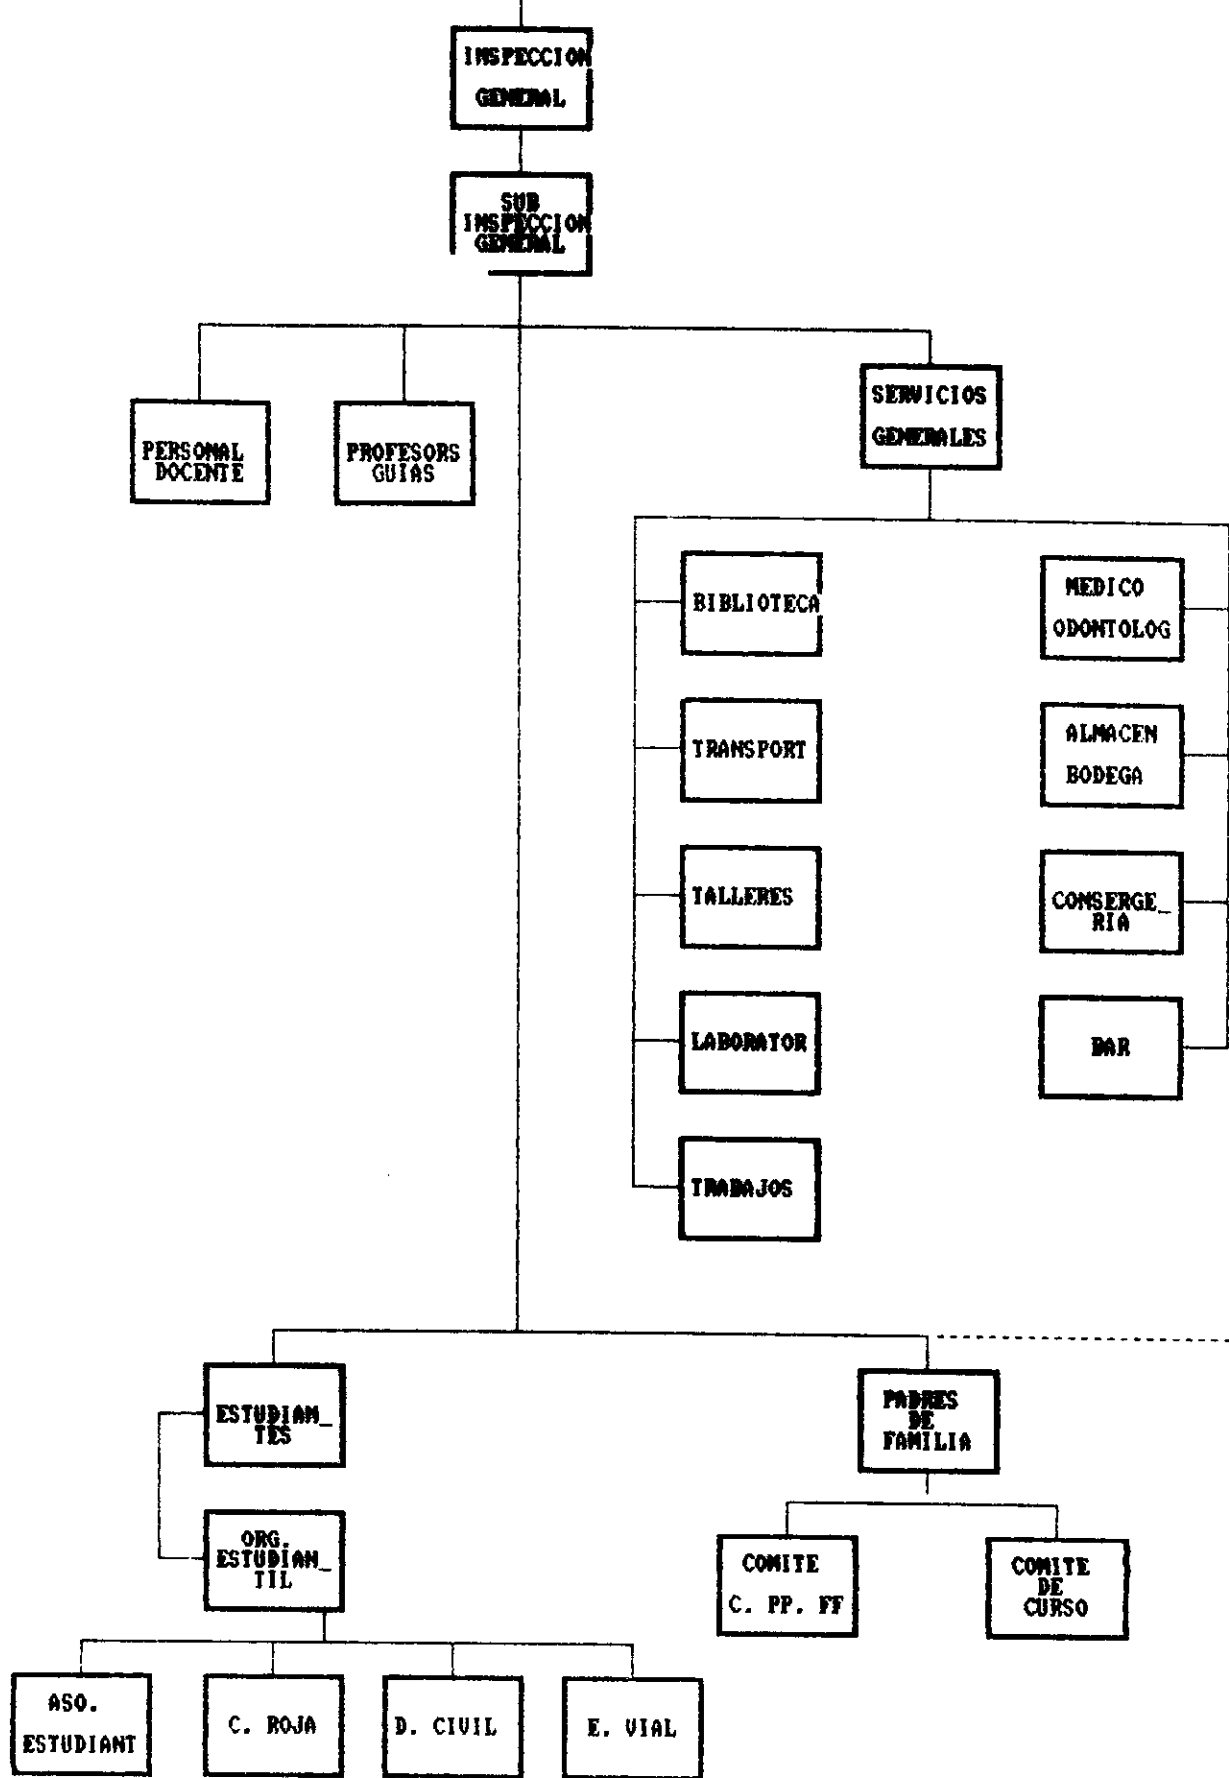 INSPECCION
GENERAL
SUB
INSPECCION
GENERAL
SERVICIOS
GENERALES
PERSONAL
DOCENTE
PROFESORS
GUIAS
BIBLIOTECA
MEDICO
ODONTOLOG
TRANSPORT
ALMACEN
BODEGA
TALLERES
CONSERGE_
RIA
LABORATOR
BAR
TRABAJOS
ESTUDIAN_
TES
PADRES
DE
FAMILIA
ORG.
ESTUDIAN_
TIL
COMITE
C. PP. FF
COMITE
DE
CURSO
ASO.
ESTUDIANT
C. ROJA
D. CIVIL
E. VIAL